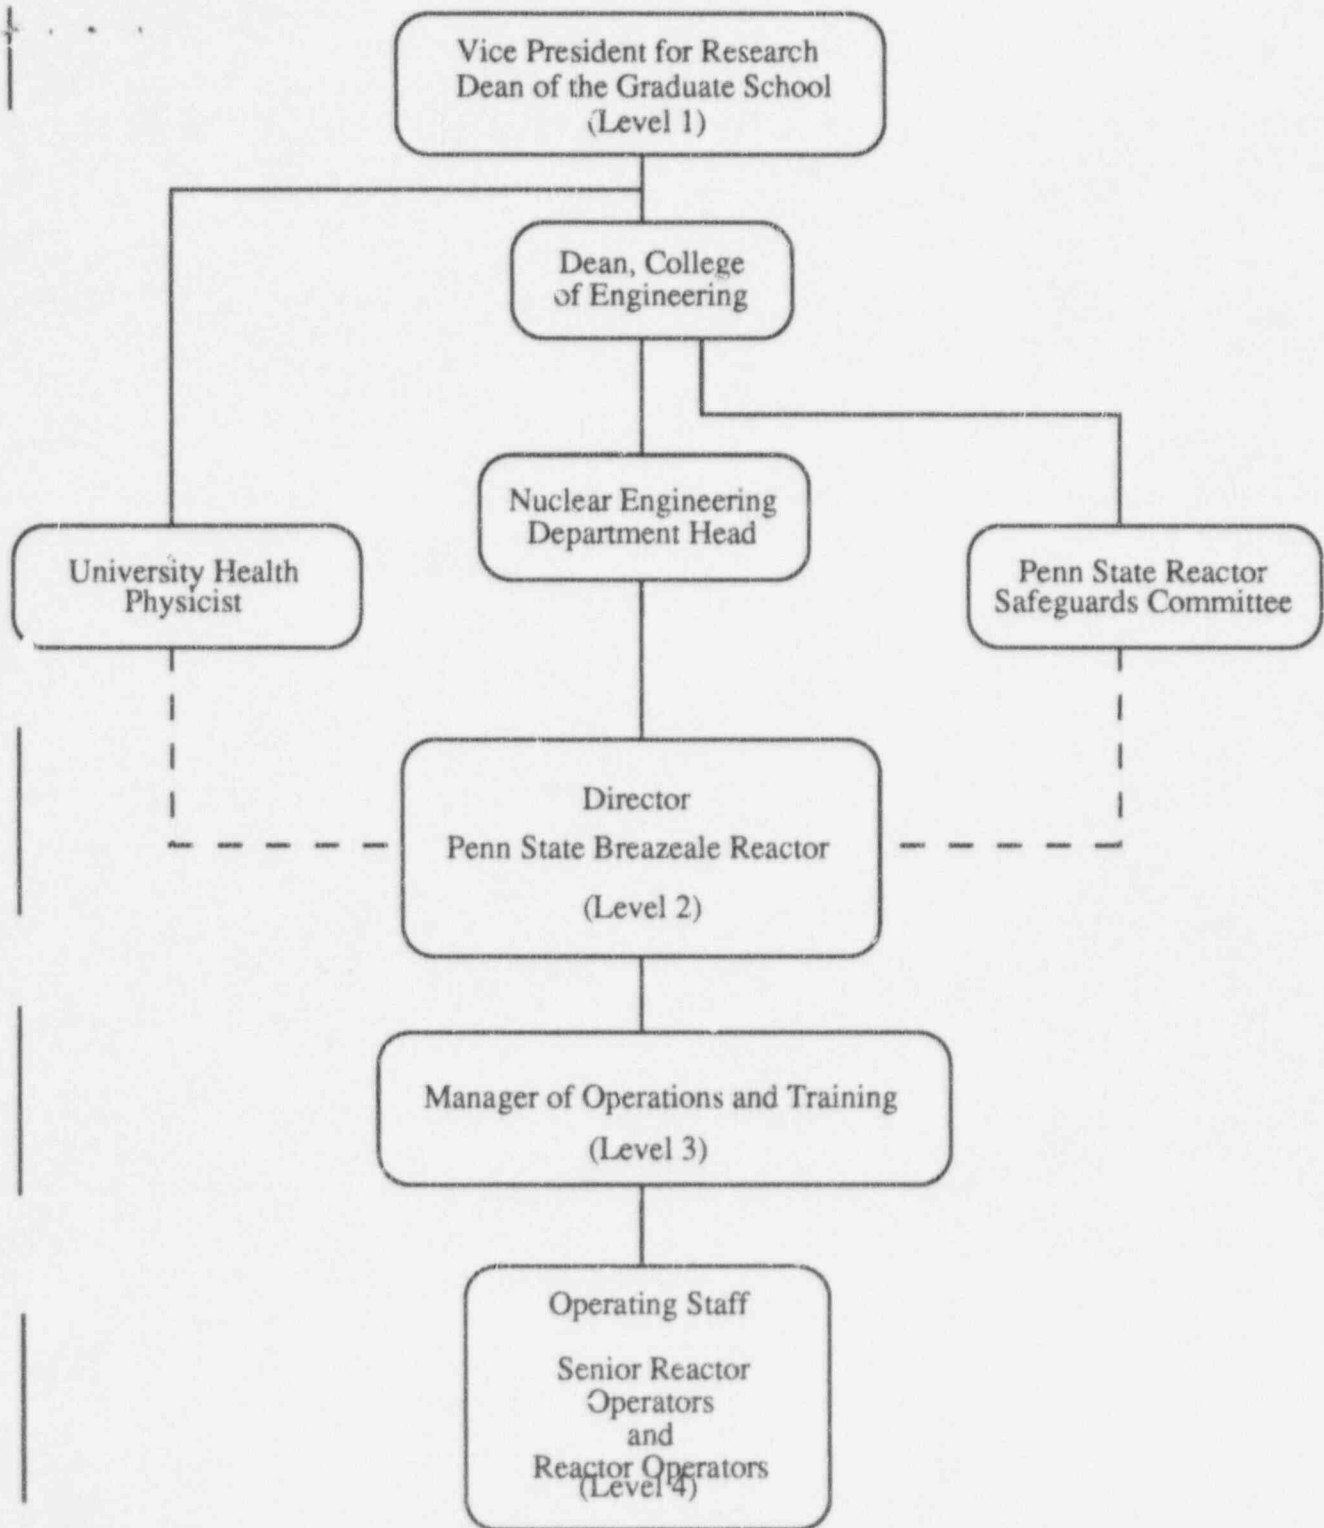 Vice President for Research
Dean of the Graduate School
(Level 1)
Dean, College
of Engineering
Nuclear Engineering
Department Head
University Health
Physicist
Penn State Reactor
Safeguards Committee
Director
Penn State Breazeale Reactor
(Level 2)
Manager of Operations and Training
(Level 3)
Operating Staff
Senior Reactor
Operators
and
Reactor Operators
(Level 4)